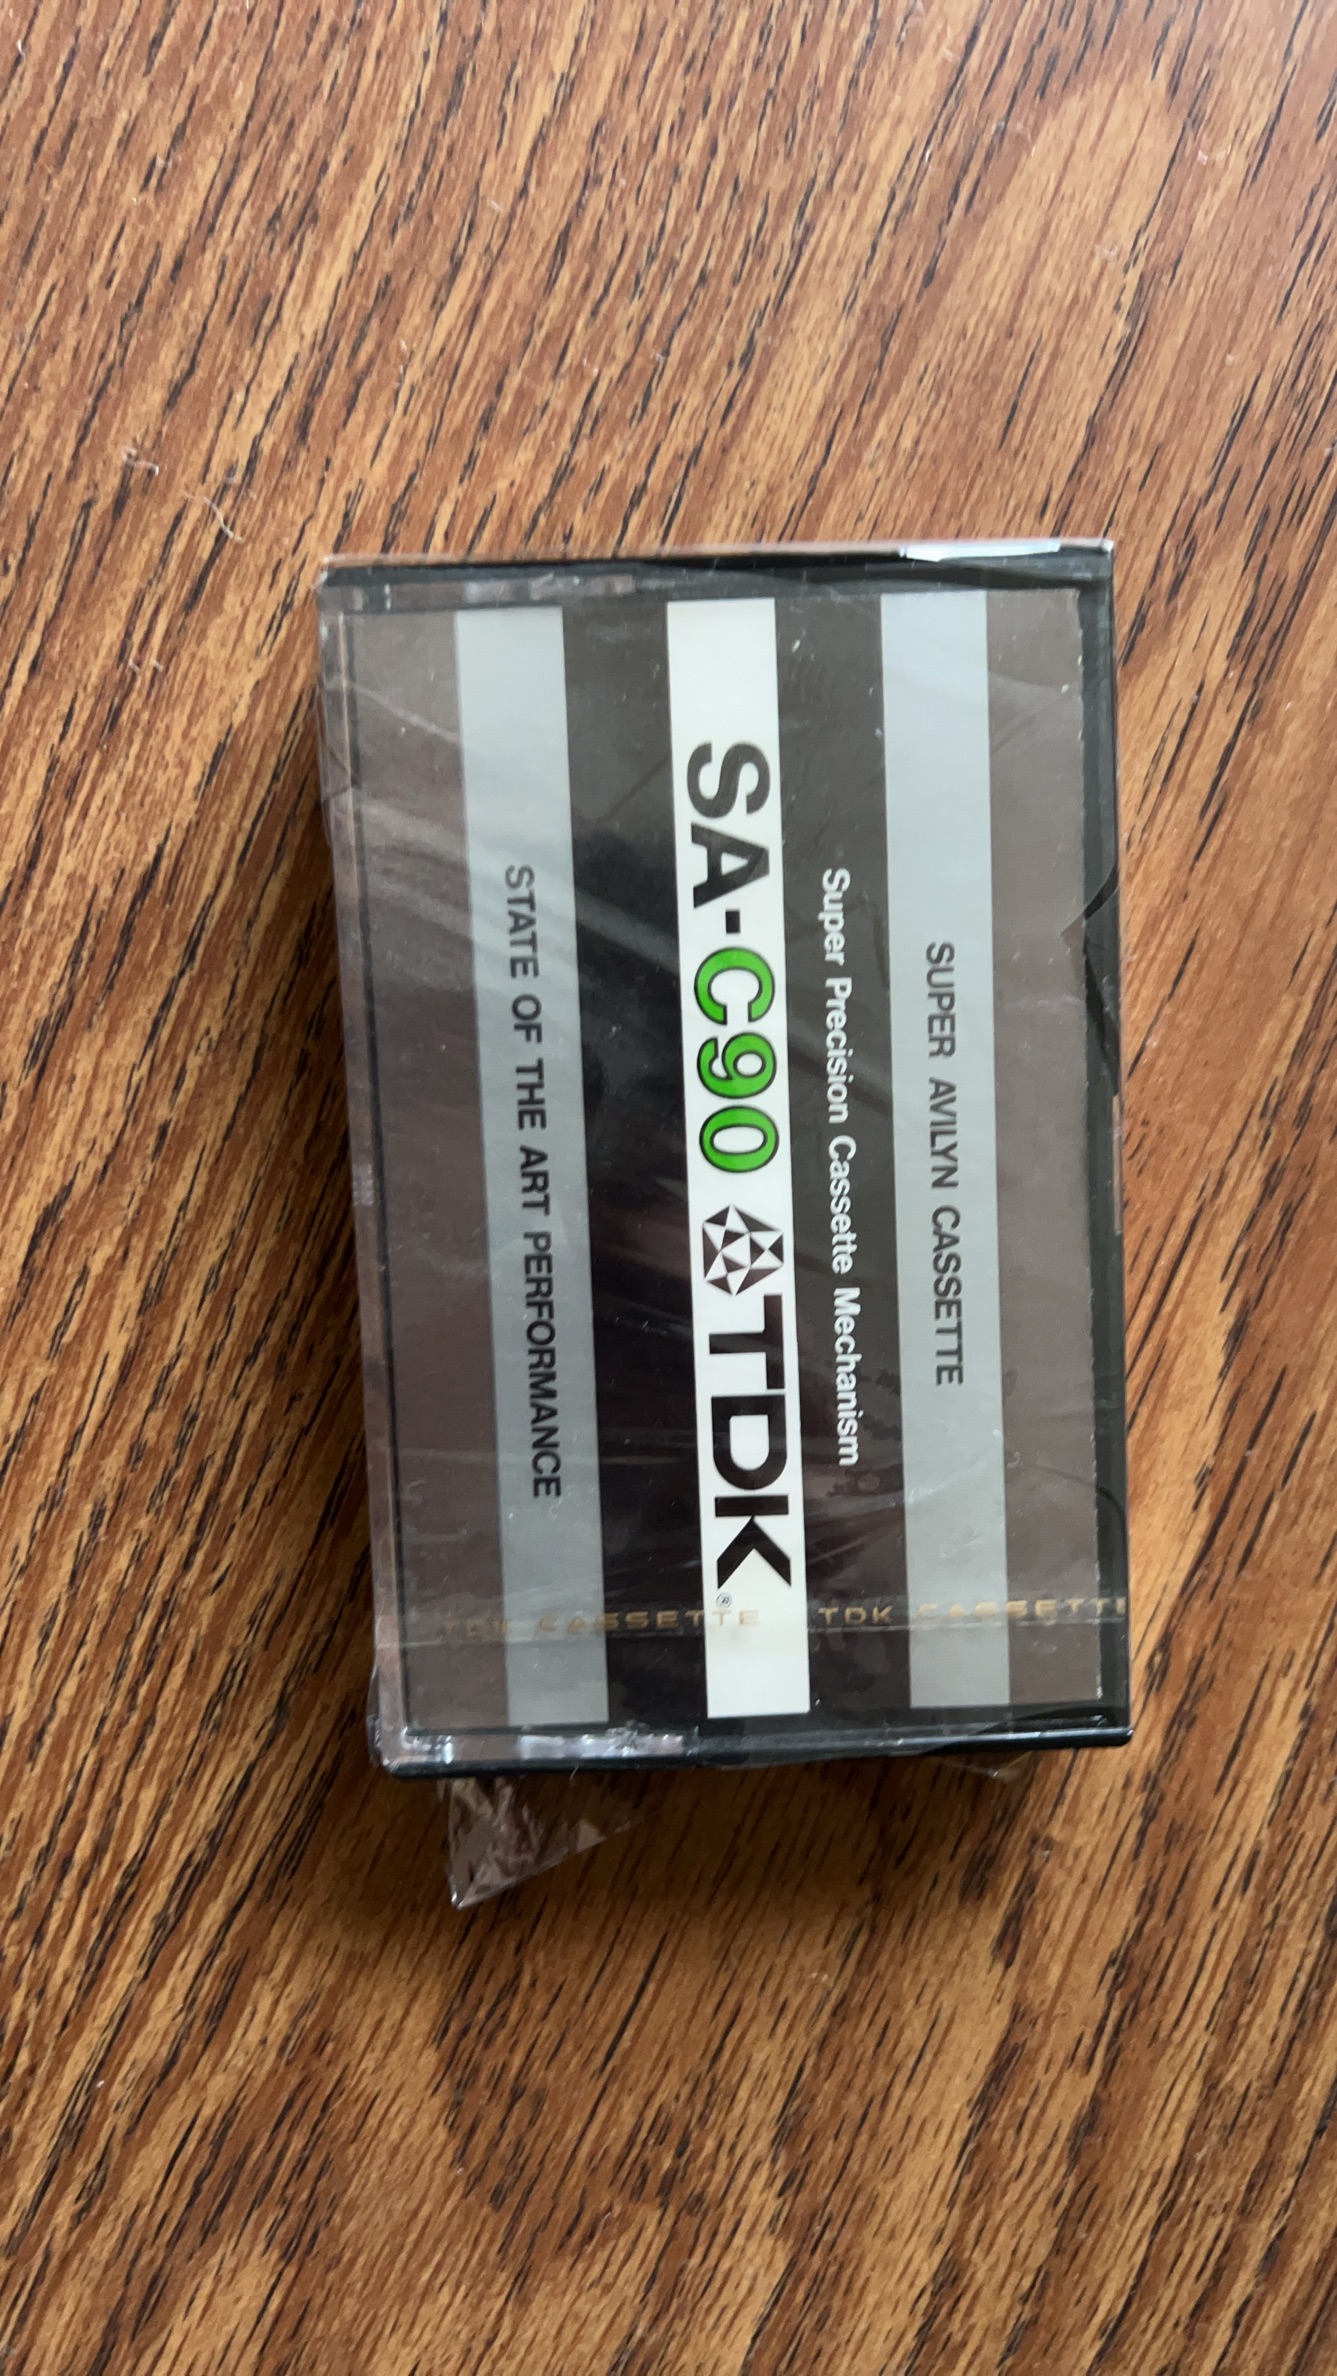 SUPER AVILYN CASSETTE
Super Precision Cassette Mechanism
SA-C90 TDK®
STATE OF THE ART PERFORMANCE
TDK CASSETTE TDK CASSETTE